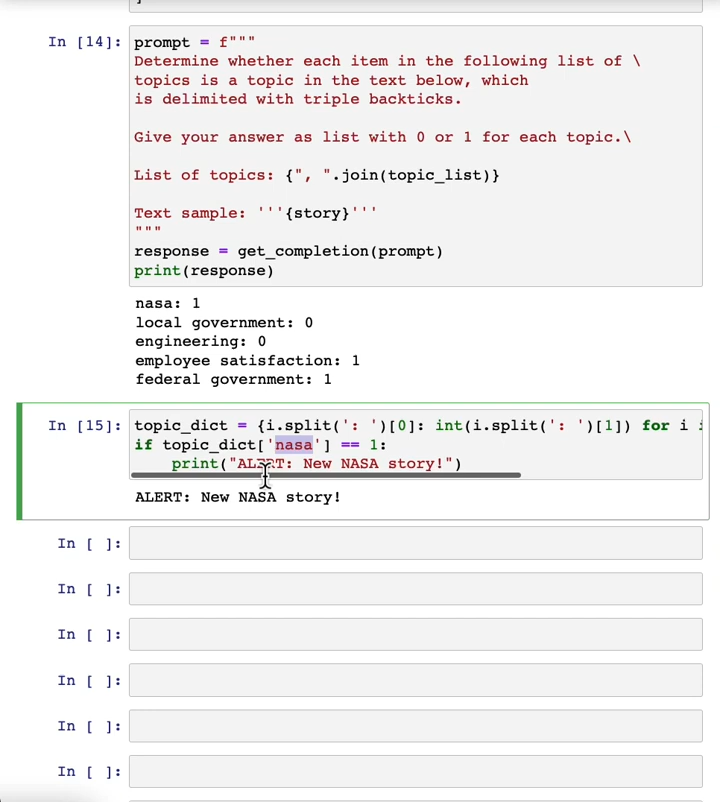 In [14]: prompt = f"""
Determine whether each item in the following list of \
topics is a topic in the text below, which
is delimited with triple backticks.
Give your answer as list with 0 or 1 for each topic.\
List of topics: {", ".join(topic_list)}
Text sample: '''{story}'''
"""
response = get_completion(prompt)
print(response)
nasa: 1
local government: 0
engineering: 0
employee satisfaction: 1
federal government: 1
In [15]: topic_dict = {i.split(': ')[0]: int(i.split(': ')[1]) for i
if topic_dict['nasa'] == 1:
print("ALERT: New NASA story!")
ALERT: New NASA story!
In [ ]:
In [ ]:
In [ ]:
In [ ]:
In [ ]:
In [ ]: